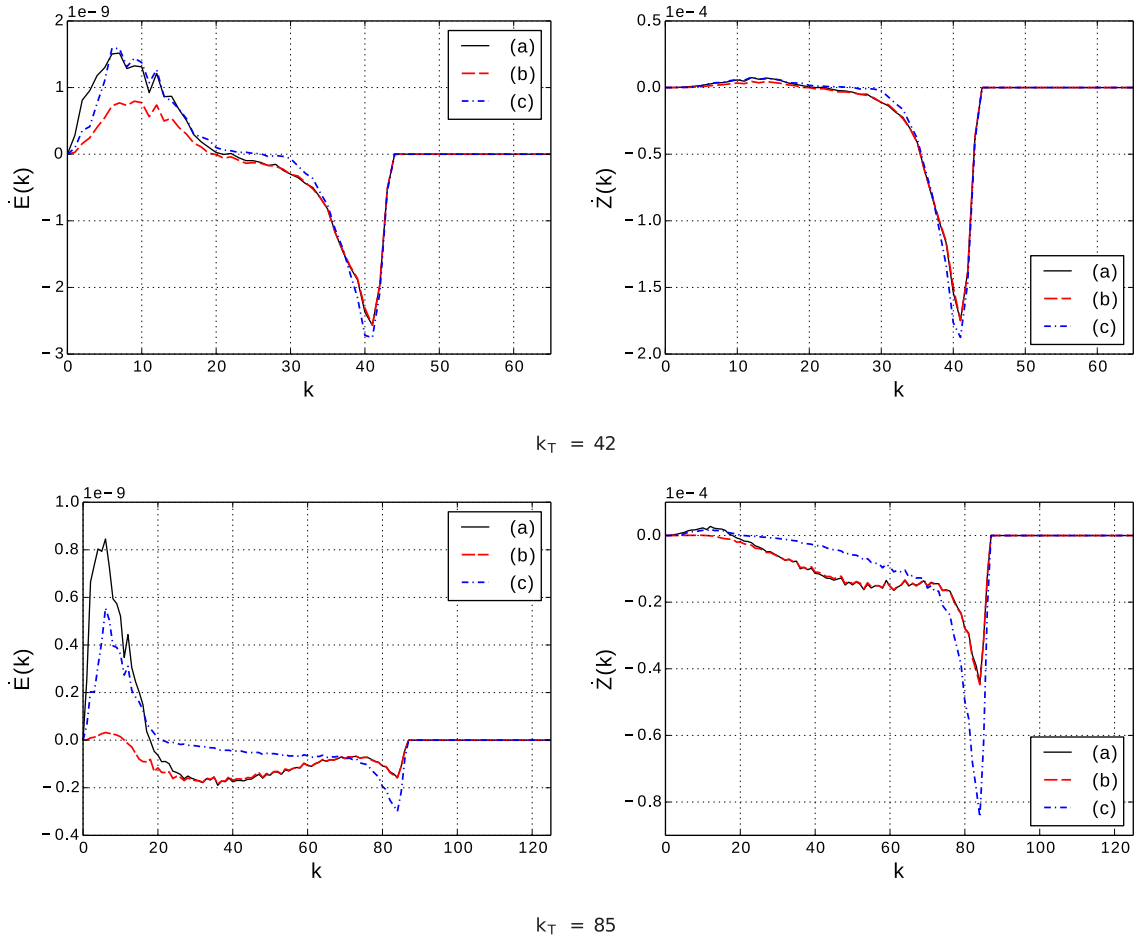 1e−9
2
1
0
−1
−2
−3
Ė(k)
0 10 20 30 40 50 60
k
(a)
(b)
(c)
1e−4
0.5
0.0
−0.5
−1.0
−1.5
−2.0
Ż(k)
0 10 20 30 40 50 60
k
(a)
(b)
(c)
k_T = 42
1e−9
1.0
0.8
0.6
0.4
0.2
0.0
−0.2
−0.4
Ė(k)
0 20 40 60 80 100 120
k
(a)
(b)
(c)
1e−4
0.0
−0.2
−0.4
−0.6
−0.8
Ż(k)
0 20 40 60 80 100 120
k
(a)
(b)
(c)
k_T = 85